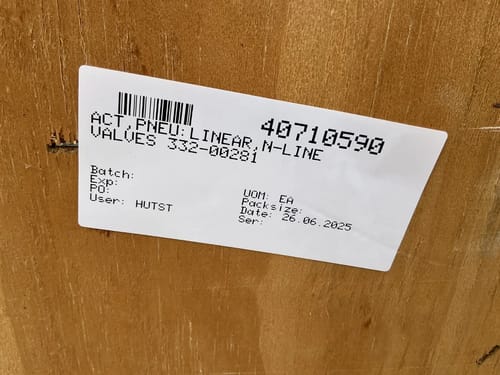 40710590
ACT,PNEU:LINEAR,N-LINE
VALVES 332-00281
Batch:
Exp:
PO:
User: HUTST
UOM: EA
Packsize:
Date: 26.06.2025
Ser: